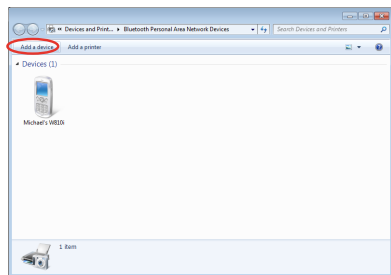 « Devices and Print... ▸ Bluetooth Personal Area Network Devices
Search Devices and Printers
Add a device Add a printer
Devices (1)
Michael's W810i
1 item